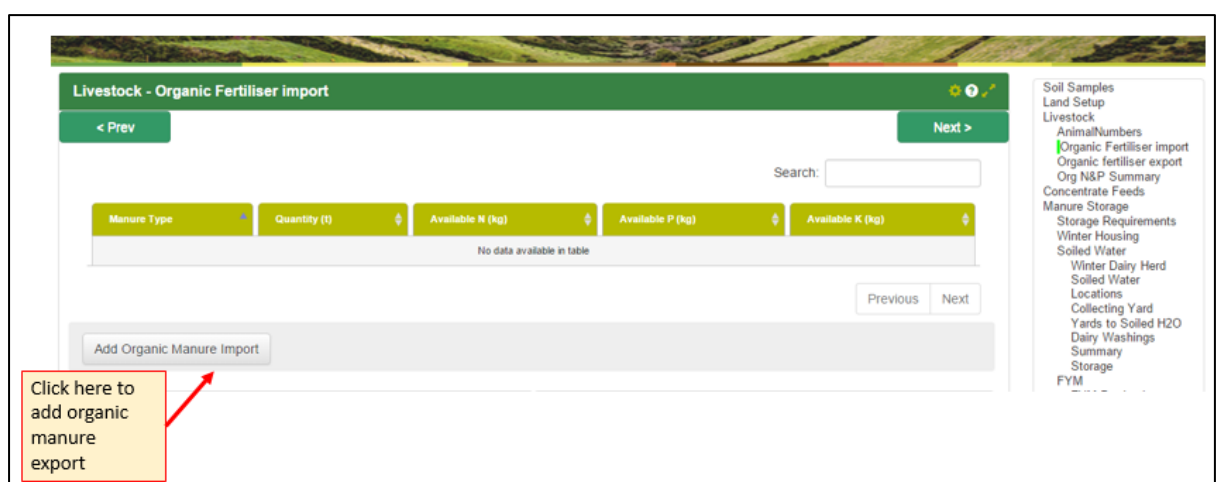 Livestock - Organic Fertiliser import
< Prev
Next >
Search:
Manure Type Quantity (t) Available N (kg) Available P (kg) Available K (kg)
No data available in table
Previous Next
Add Organic Manure Import
Click here to
add organic
manure
export
Soil Samples
Land Setup
Livestock
AnimalNumbers
Organic Fertiliser import
Organic fertiliser export
Org N&P Summary
Concentrate Feeds
Manure Storage
Storage Requirements
Winter Housing
Soiled Water
Winter Dairy Herd
Soiled Water
Locations
Collecting Yard
Yards to Soiled H2O
Dairy Washings
Summary
Storage
FYM